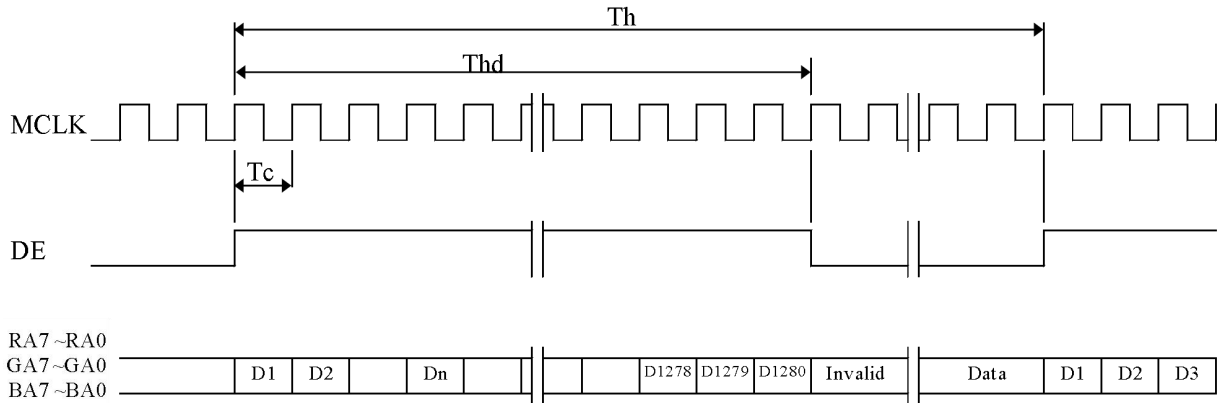 Th
Thd
MCLK
Tc
DE
RA7~RA0
GA7~GA0
BA7~BA0
D1 D2 Dn D1278 D1279 D1280 Invalid Data D1 D2 D3